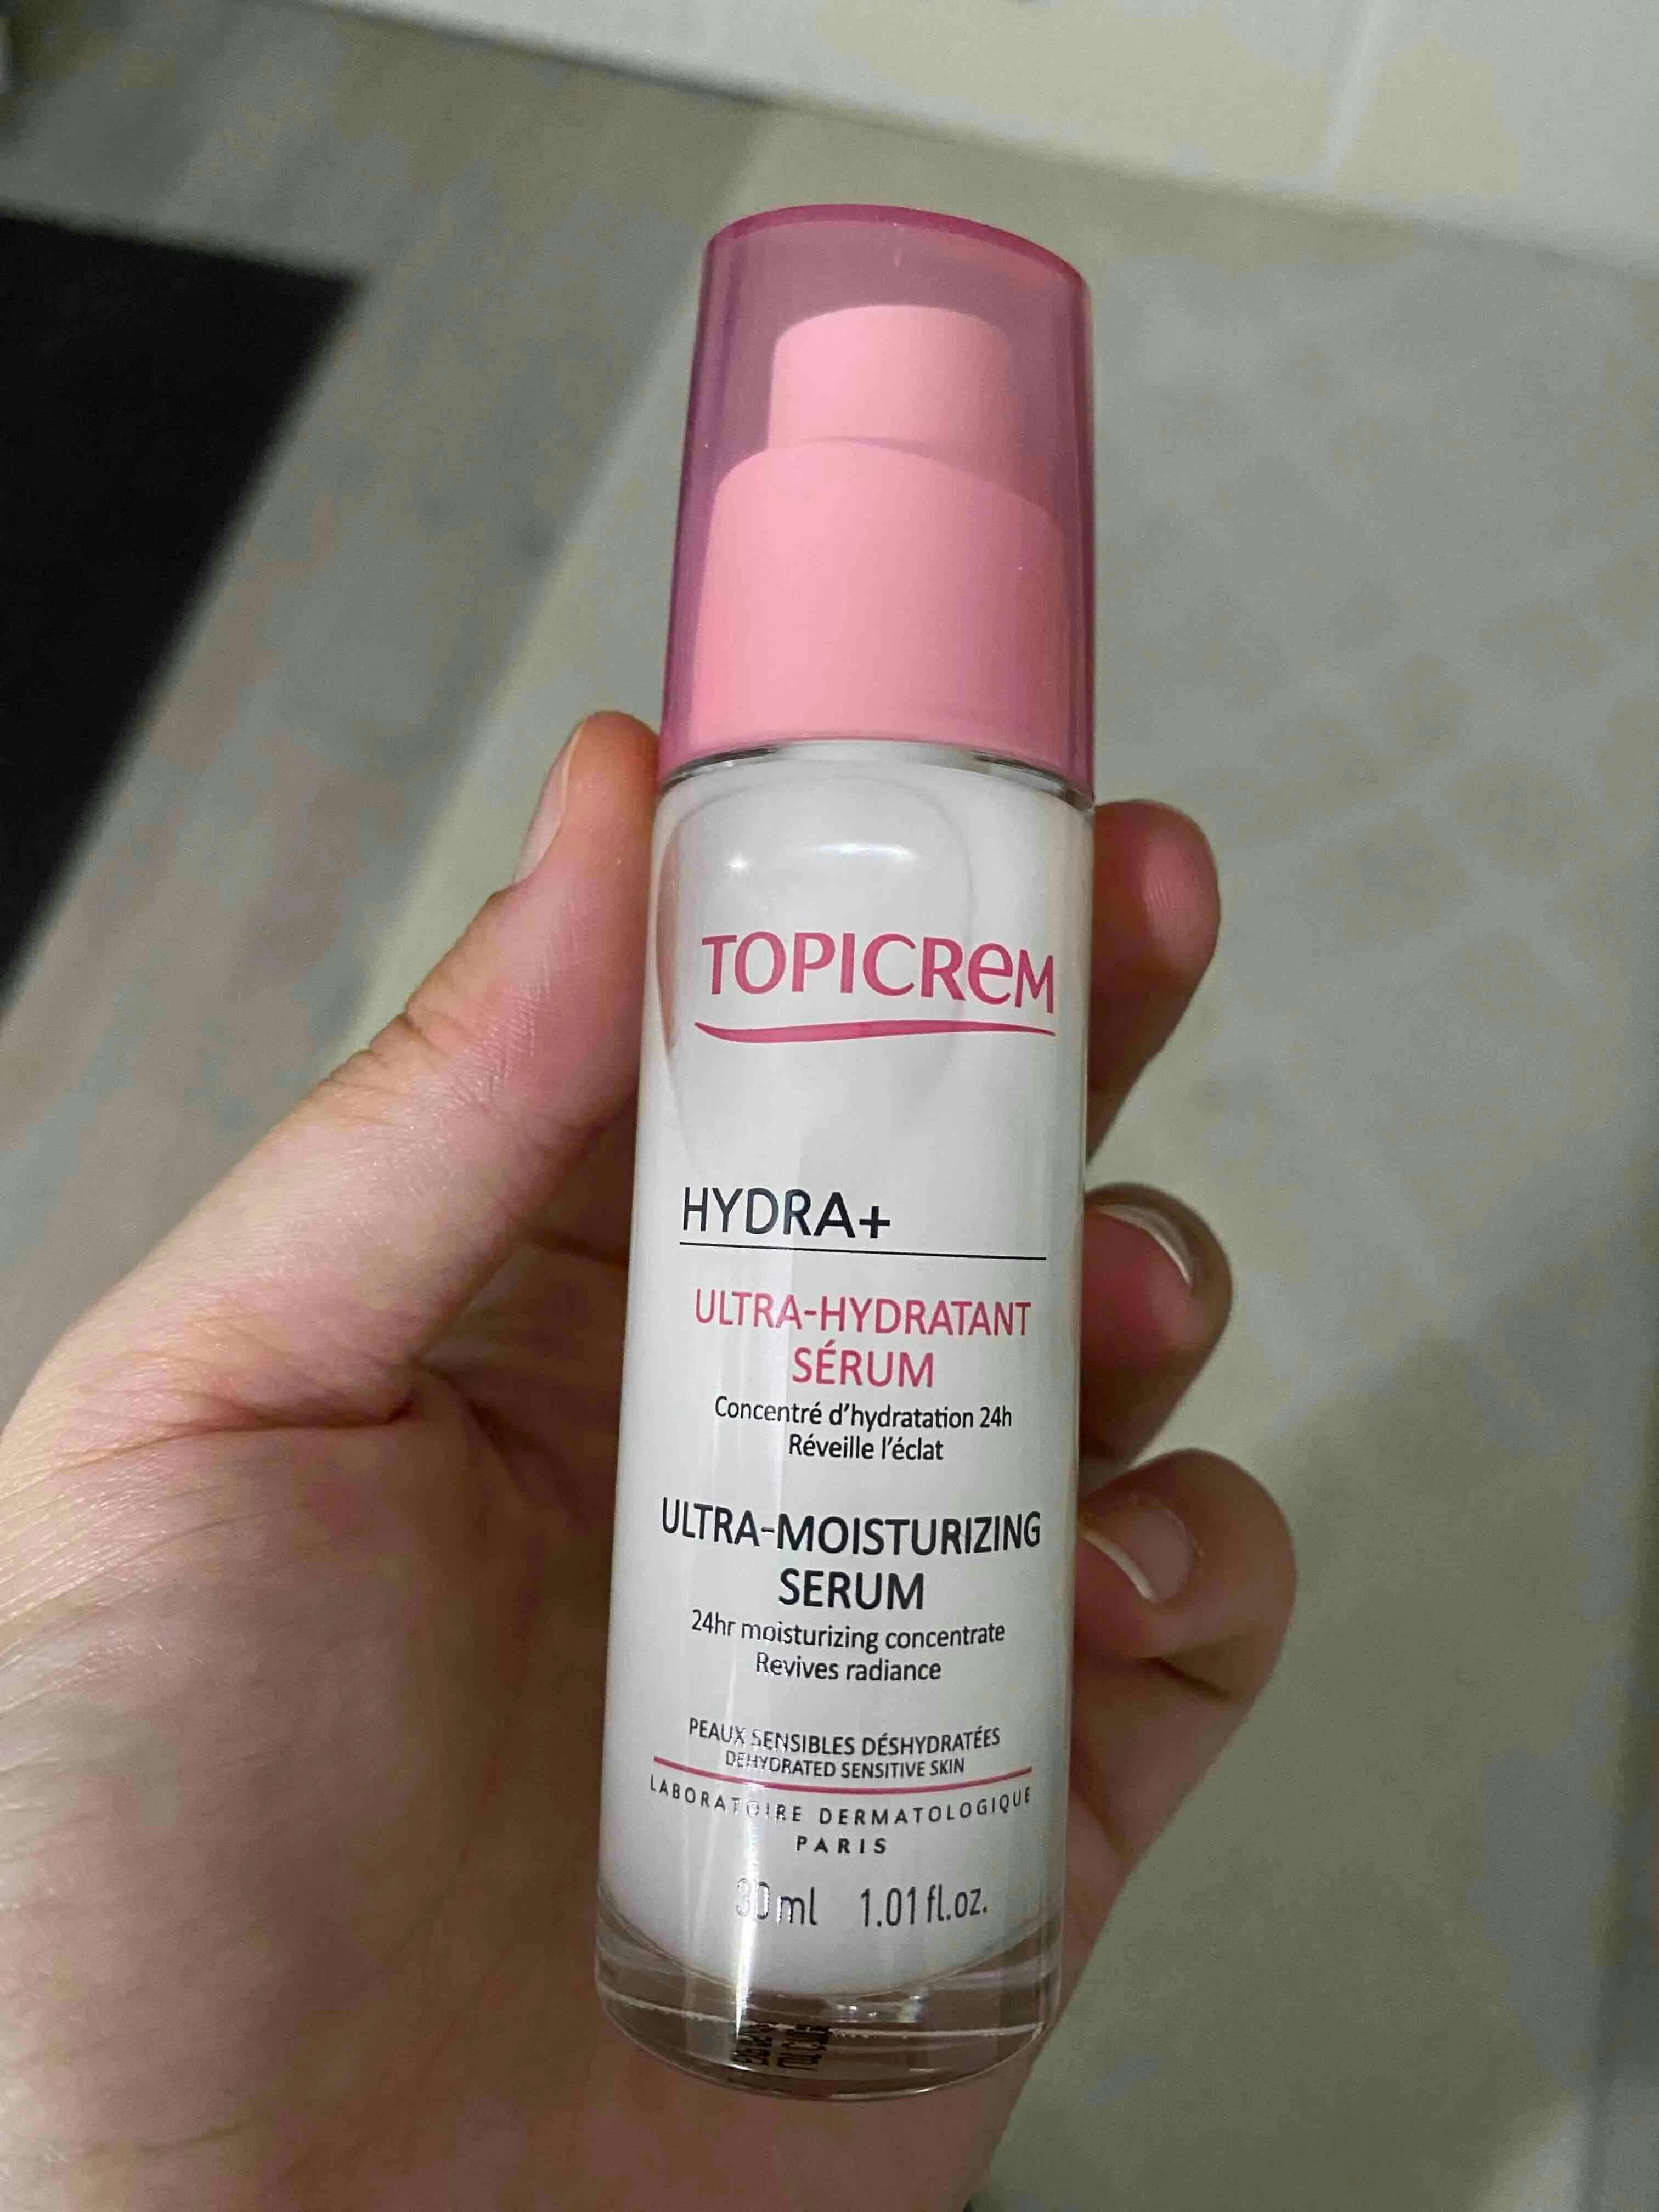 TOPICREM
HYDRA+
ULTRA-HYDRATANT
SÉRUM
Concentré d'hydratation 24h
Réveille l'éclat
ULTRA-MOISTURIZING
SERUM
24hr moisturizing concentrate
Revives radiance
PEAUX SENSIBLES DÉSHYDRATÉES
DEHYDRATED SENSITIVE SKIN
LABORATOIRE DERMATOLOGIQUE
PARIS
30ml 1.01 fl.oz.